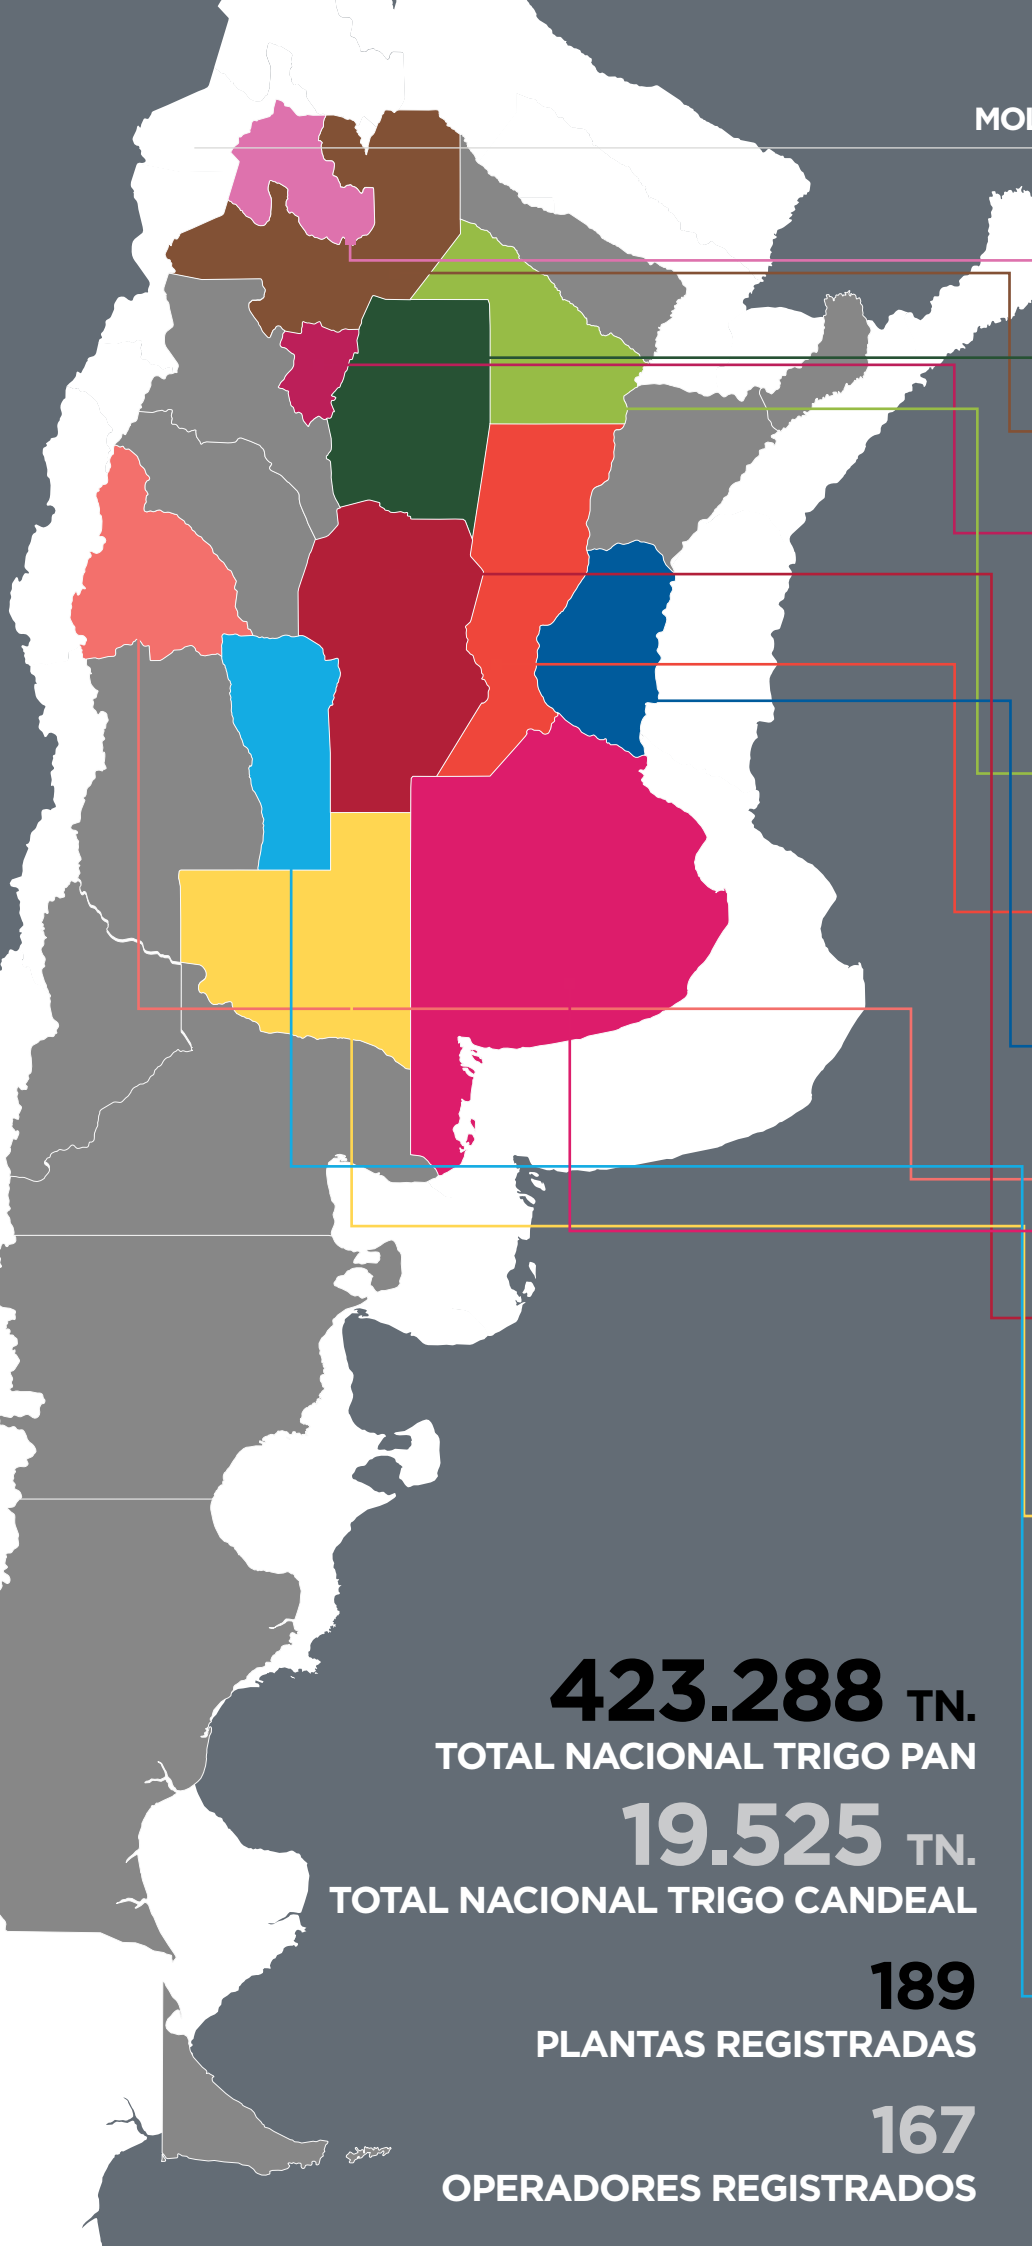 423.288 TN.
TOTAL NACIONAL TRIGO PAN
19.525 TN.
TOTAL NACIONAL TRIGO CANDEAL
189
PLANTAS REGISTRADAS
167
OPERADORES REGISTRADOS